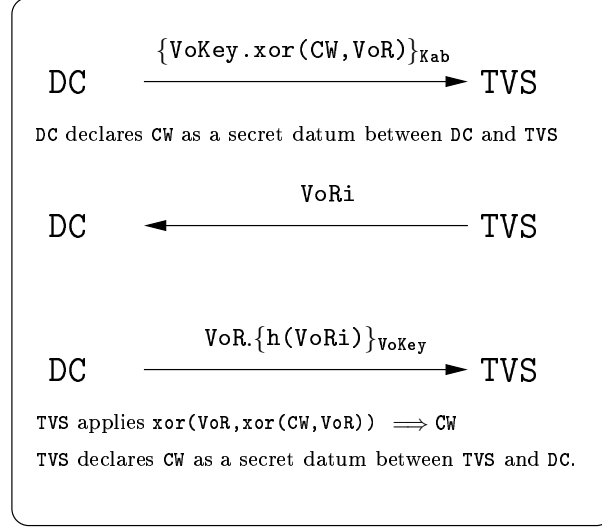 {VoKey.xor(CW,VoR)}Kab
DC TVS
DC declares CW as a secret datum between DC and TVS
VoRi
DC TVS
VoR.{h(VoRi)}VoKey
DC TVS
TVS applies xor(VoR,xor(CW,VoR)) ⟹ CW
TVS declares CW as a secret datum between TVS and DC.